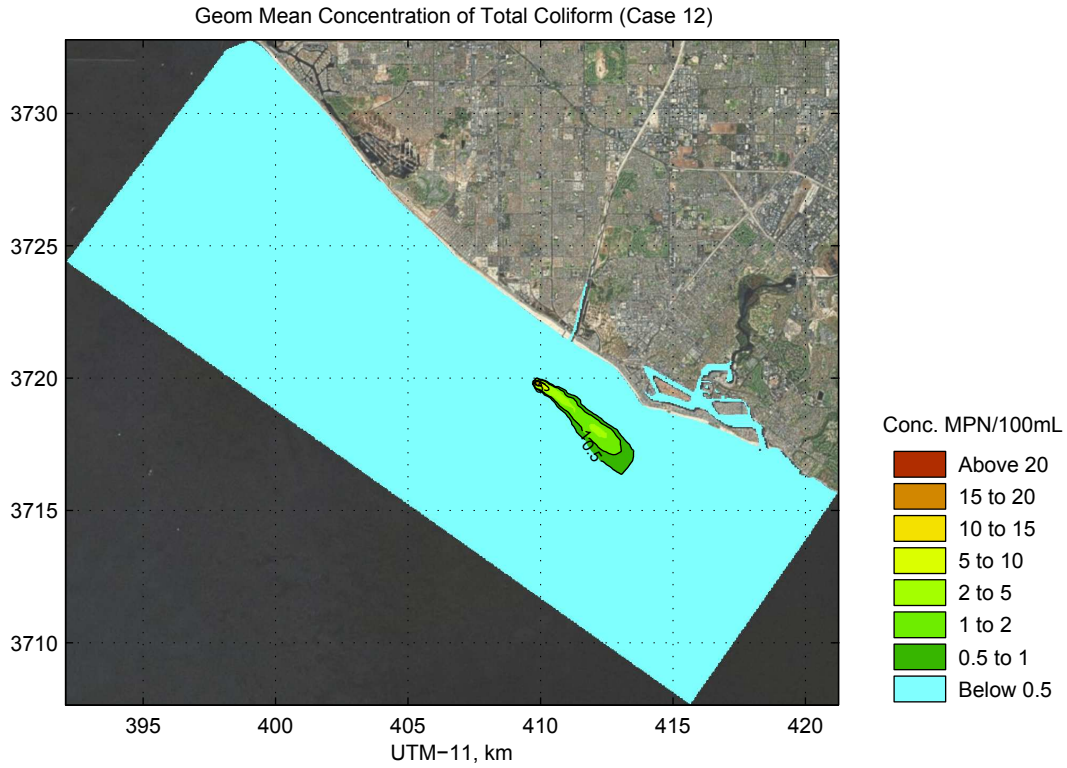 Geom Mean Concentration of Total Coliform (Case 12)
3730
3725
3720
3715
3710
395
400
405
410
415
420
UTM−11, km
0.5
Conc. MPN/100mL
Above 20
15 to 20
10 to 15
5 to 10
2 to 5
1 to 2
0.5 to 1
Below 0.5